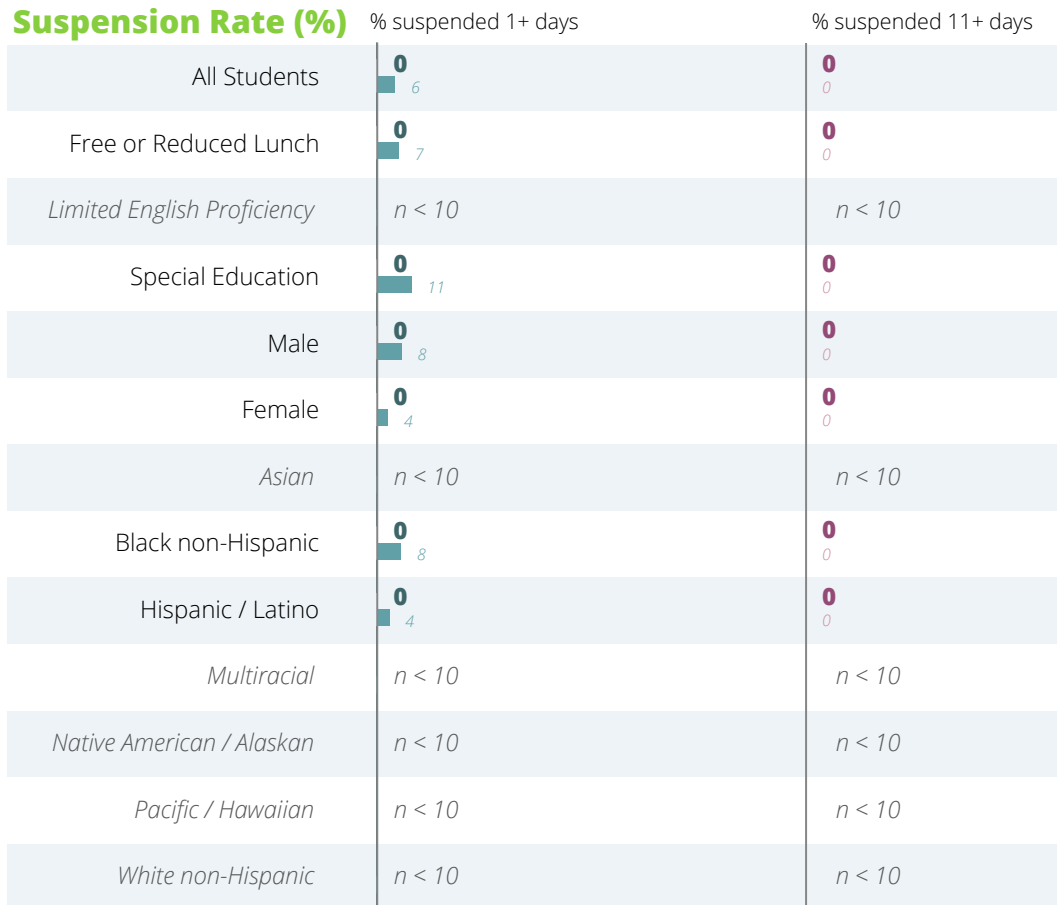 Suspension Rate (%) % suspended 1+ days % suspended 11+ days
All Students 0 6 0 0
Free or Reduced Lunch 0 7 0 0
Limited English Proficiency n < 10 n < 10
Special Education 0 11 0 0
Male 0 8 0 0
Female 0 4 0 0
Asian n < 10 n < 10
Black non-Hispanic 0 8 0 0
Hispanic / Latino 0 4 0 0
Multiracial n < 10 n < 10
Native American / Alaskan n < 10 n < 10
Pacific / Hawaiian n < 10 n < 10
White non-Hispanic n < 10 n < 10